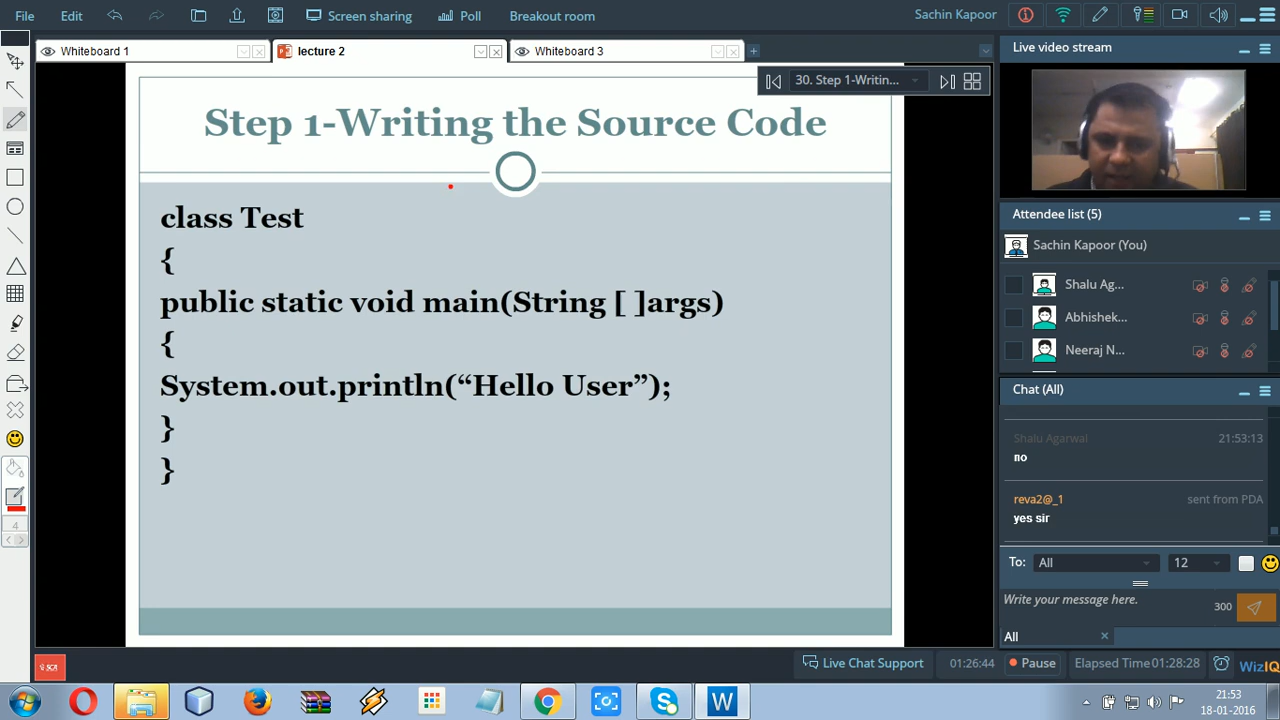 File Edit Screen sharing Poll Breakout room Sachin Kapoor
Whiteboard 1 lecture 2 Whiteboard 3
30. Step 1-Writin...
Step 1-Writing the Source Code
class Test
{
public static void main(String [ ]args)
{
System.out.println(“Hello User”);
}
}
Live video stream
Attendee list (5)
Sachin Kapoor (You)
Shalu Ag...
Abhishek...
Neeraj N...
Chat (All)
Shalu Agarwal 21:53:13
no
reva2@_1 sent from PDA
yes sir
To: All 12
Write your message here.
300
All
4
Live Chat Support 01:26:44 Pause Elapsed Time 01:28:28 WizIQ
21:53
18-01-2016